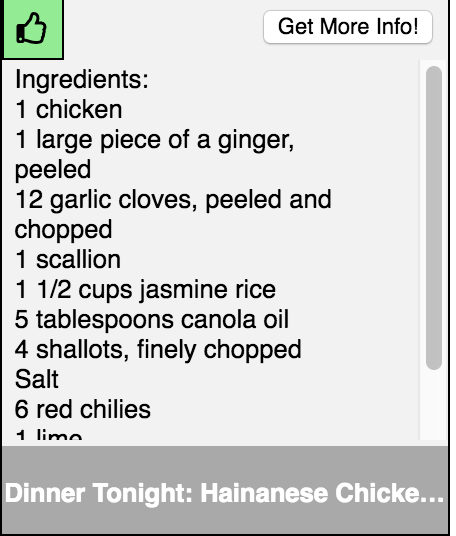 Get More Info!
Ingredients:
1 chicken
1 large piece of a ginger,
peeled
12 garlic cloves, peeled and
chopped
1 scallion
1 1/2 cups jasmine rice
5 tablespoons canola oil
4 shallots, finely chopped
Salt
6 red chilies
1 lime
Dinner Tonight: Hainanese Chicke...